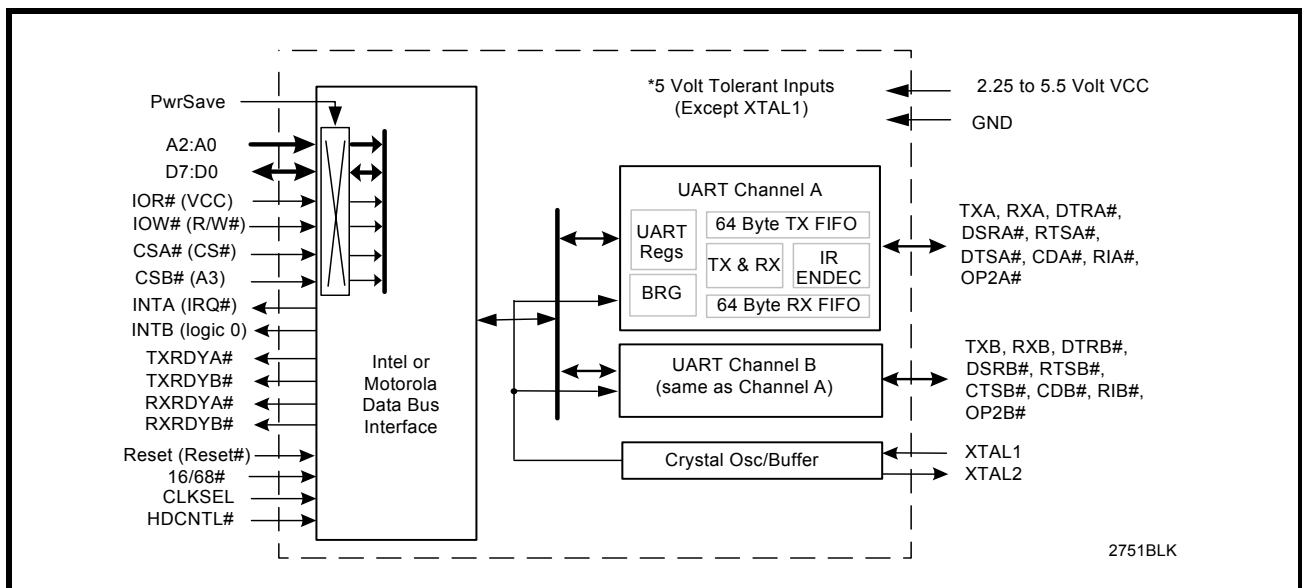 PwrSave
A2:A0
D7:D0
IOR# (VCC)
IOW# (R/W#)
CSA# (CS#)
CSB# (A3)
INTA (IRQ#)
INTB (logic 0)
TXRDYA#
TXRDYB#
RXRDYA#
RXRDYB#
Reset (Reset#)
16/68#
CLKSEL
HDCNTL#
Intel or
Motorola
Data Bus
Interface
*5 Volt Tolerant Inputs
(Except XTAL1)
2.25 to 5.5 Volt VCC
GND
UART Channel A
UART
Regs
BRG
64 Byte TX FIFO
TX & RX
IR
ENDEC
64 Byte RX FIFO
TXA, RXA, DTRA#,
DSRA#, RTSA#,
DTSA#, CDA#, RIA#,
OP2A#
UART Channel B
(same as Channel A)
TXB, RXB, DTRB#,
DSRB#, RTSB#,
CTSB#, CDB#, RIB#,
OP2B#
Crystal Osc/Buffer
XTAL1
XTAL2
2751BLK